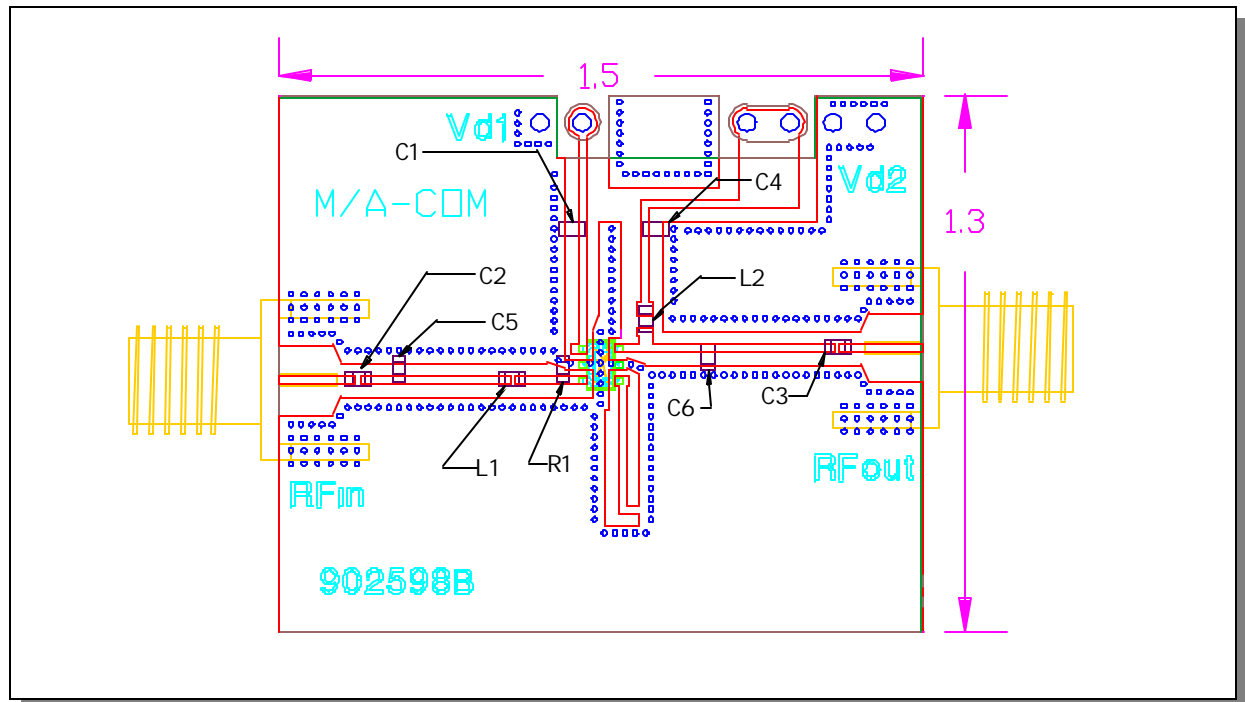 1.5
Vd1
C1
C4
Vd2
M/A-COM
1.3
C2
L2
C5
C6
C3
L1
R1
RFout
RFin
902598B